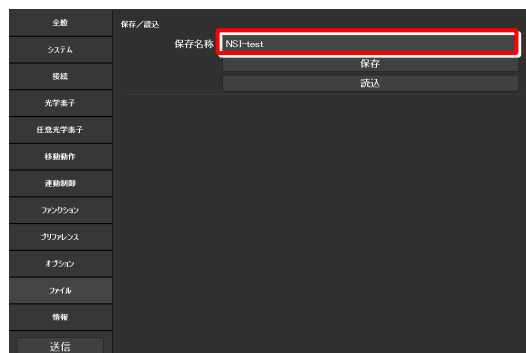 全般
システム
接続
光学素子
任意光学素子
移動動作
連動制御
ファンクション
プリファレンス
オプション
ファイル
情報
送信
保存／読込
保存名称 NSI-test
保存
読込